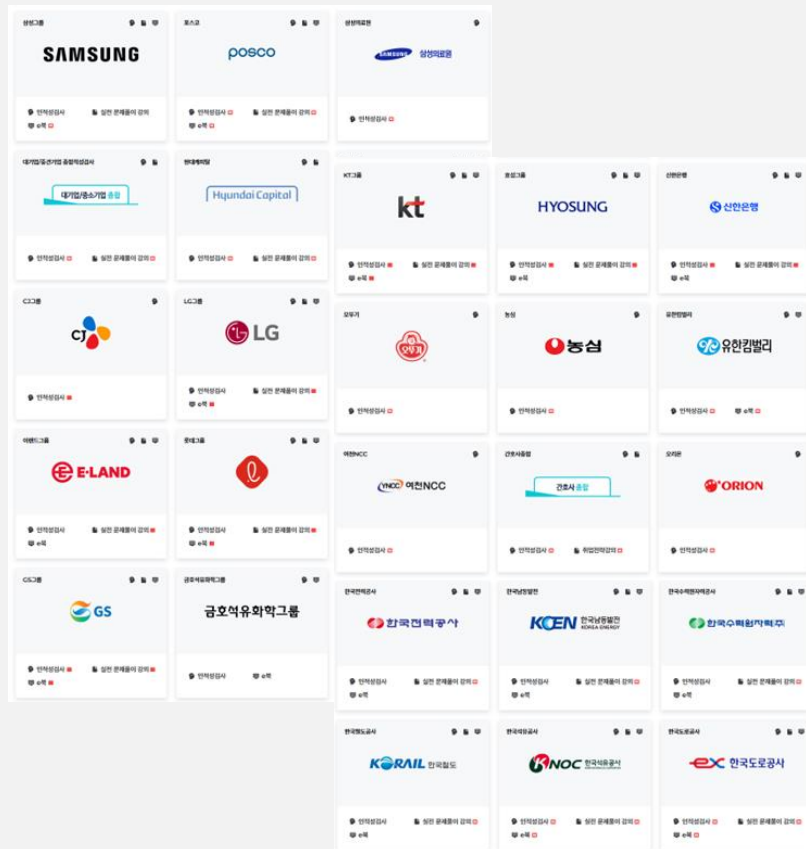 삼성그룹
SAMSUNG
인적성검사 실전 문제풀이 강의
e책
포스코
posco
인적성검사 실전 문제풀이 강의
e책
삼성의료원
SAMSUNG 삼성의료원
인적성검사
대기업/중견기업 종합적성검사
대기업/중소기업 종합
인적성검사 실전 문제풀이 강의
현대캐피탈
Hyundai Capital
인적성검사 실전 문제풀이 강의
KT그룹
kt
인적성검사 실전 문제풀이 강의
e북
효성그룹
HYOSUNG
인적성검사 실전 문제풀이 강의
e북
신한은행
신한은행
인적성검사 실전 문제풀이 강의
e북
CJ그룹
CJ
인적성검사
LG그룹
LG
인적성검사 실전 문제풀이 강의
e책
오뚜기
오뚜기
인적성검사
농심
농심
인적성검사
유한킴벌리
유한킴벌리
인적성검사 e책
이랜드그룹
E·LAND
인적성검사 실전 문제풀이 강의
e북
롯데그룹
인적성검사 실전 문제풀이 강의
e북
여천NCC
YNCC 여천NCC
인적성검사
간호사종합
간호사 종합
인적성검사 취업전략강의
오리온
ORION
인적성검사
GS그룹
GS
인적성검사 실전 문제풀이 강의
e책
금호석유화학그룹
금호석유화학그룹
인적성검사 e책
한국전력공사
한국전력공사
인적성검사 실전 문제풀이 강의
e책
한국남동발전
KOEN 한국남동발전
KOREA ENERGY
인적성검사 실전 문제풀이 강의
e북
한국수력원자력공사
한국수력원자력(주)
인적성검사 실전 문제풀이 강의
e책
한국철도공사
KORAIL 한국철도
인적성검사 실전 문제풀이 강의
e북
한국석유공사
KNOC 한국석유공사
인적성검사 실전 문제풀이 강의
e북
한국도로공사
ex 한국도로공사
인적성검사 실전 문제풀이 강의
e북